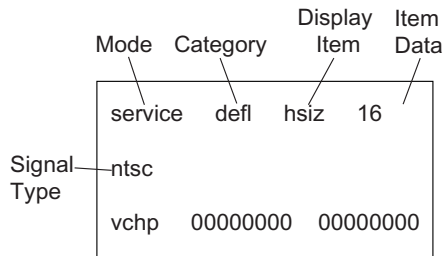 Display Item
Mode Category Item Data
service defl hsiz 16
Signal Type
ntsc
vchp 00000000 00000000